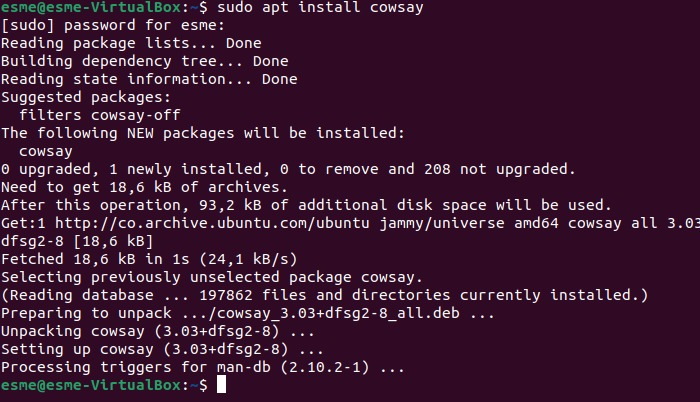 esme@esme-VirtualBox:~$ sudo apt install cowsay
[sudo] password for esme:
Reading package lists... Done
Building dependency tree... Done
Reading state information... Done
Suggested packages:
  filters cowsay-off
The following NEW packages will be installed:
  cowsay
0 upgraded, 1 newly installed, 0 to remove and 208 not upgraded.
Need to get 18,6 kB of archives.
After this operation, 93,2 kB of additional disk space will be used.
Get:1 http://co.archive.ubuntu.com/ubuntu jammy/universe amd64 cowsay all 3.03
dfsg2-8 [18,6 kB]
Fetched 18,6 kB in 1s (24,1 kB/s)
Selecting previously unselected package cowsay.
(Reading database ... 197862 files and directories currently installed.)
Preparing to unpack .../cowsay_3.03+dfsg2-8_all.deb ...
Unpacking cowsay (3.03+dfsg2-8) ...
Setting up cowsay (3.03+dfsg2-8) ...
Processing triggers for man-db (2.10.2-1) ...
esme@esme-VirtualBox:~$